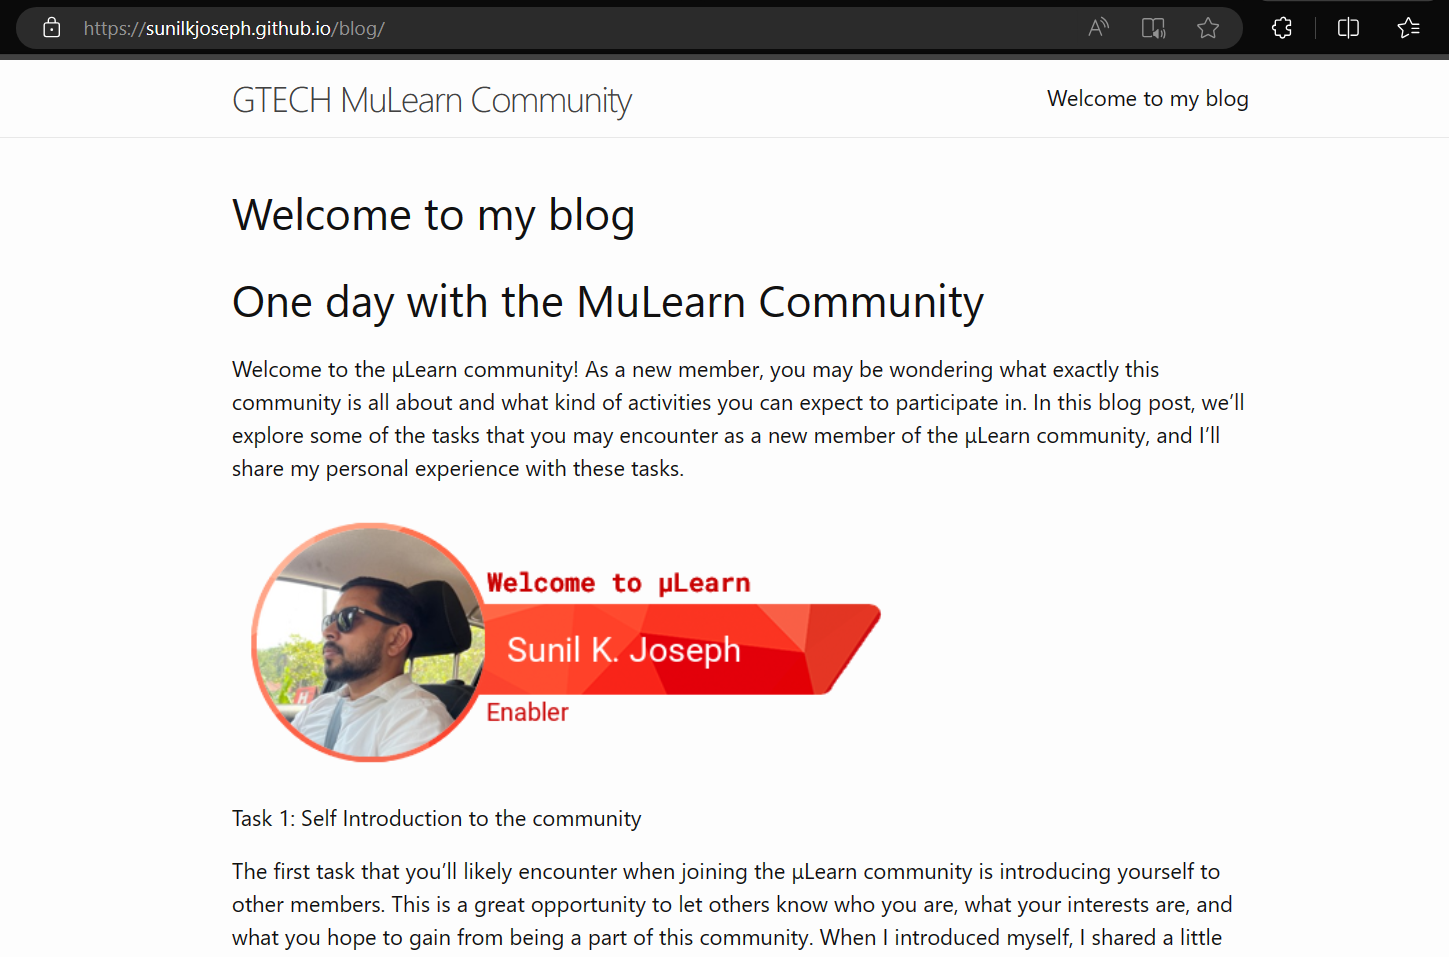 https://sunilkjoseph.github.io/blog/
GTECH MuLearn Community
Welcome to my blog
Welcome to my blog
One day with the MuLearn Community
Welcome to the µLearn community! As a new member, you may be wondering what exactly this
community is all about and what kind of activities you can expect to participate in. In this blog post, we’ll
explore some of the tasks that you may encounter as a new member of the µLearn community, and I’ll
share my personal experience with these tasks.
Welcome to µLearn
Sunil K. Joseph
Enabler
H
Task 1: Self Introduction to the community
The first task that you’ll likely encounter when joining the µLearn community is introducing yourself to
other members. This is a great opportunity to let others know who you are, what your interests are, and
what you hope to gain from being a part of this community. When I introduced myself, I shared a little